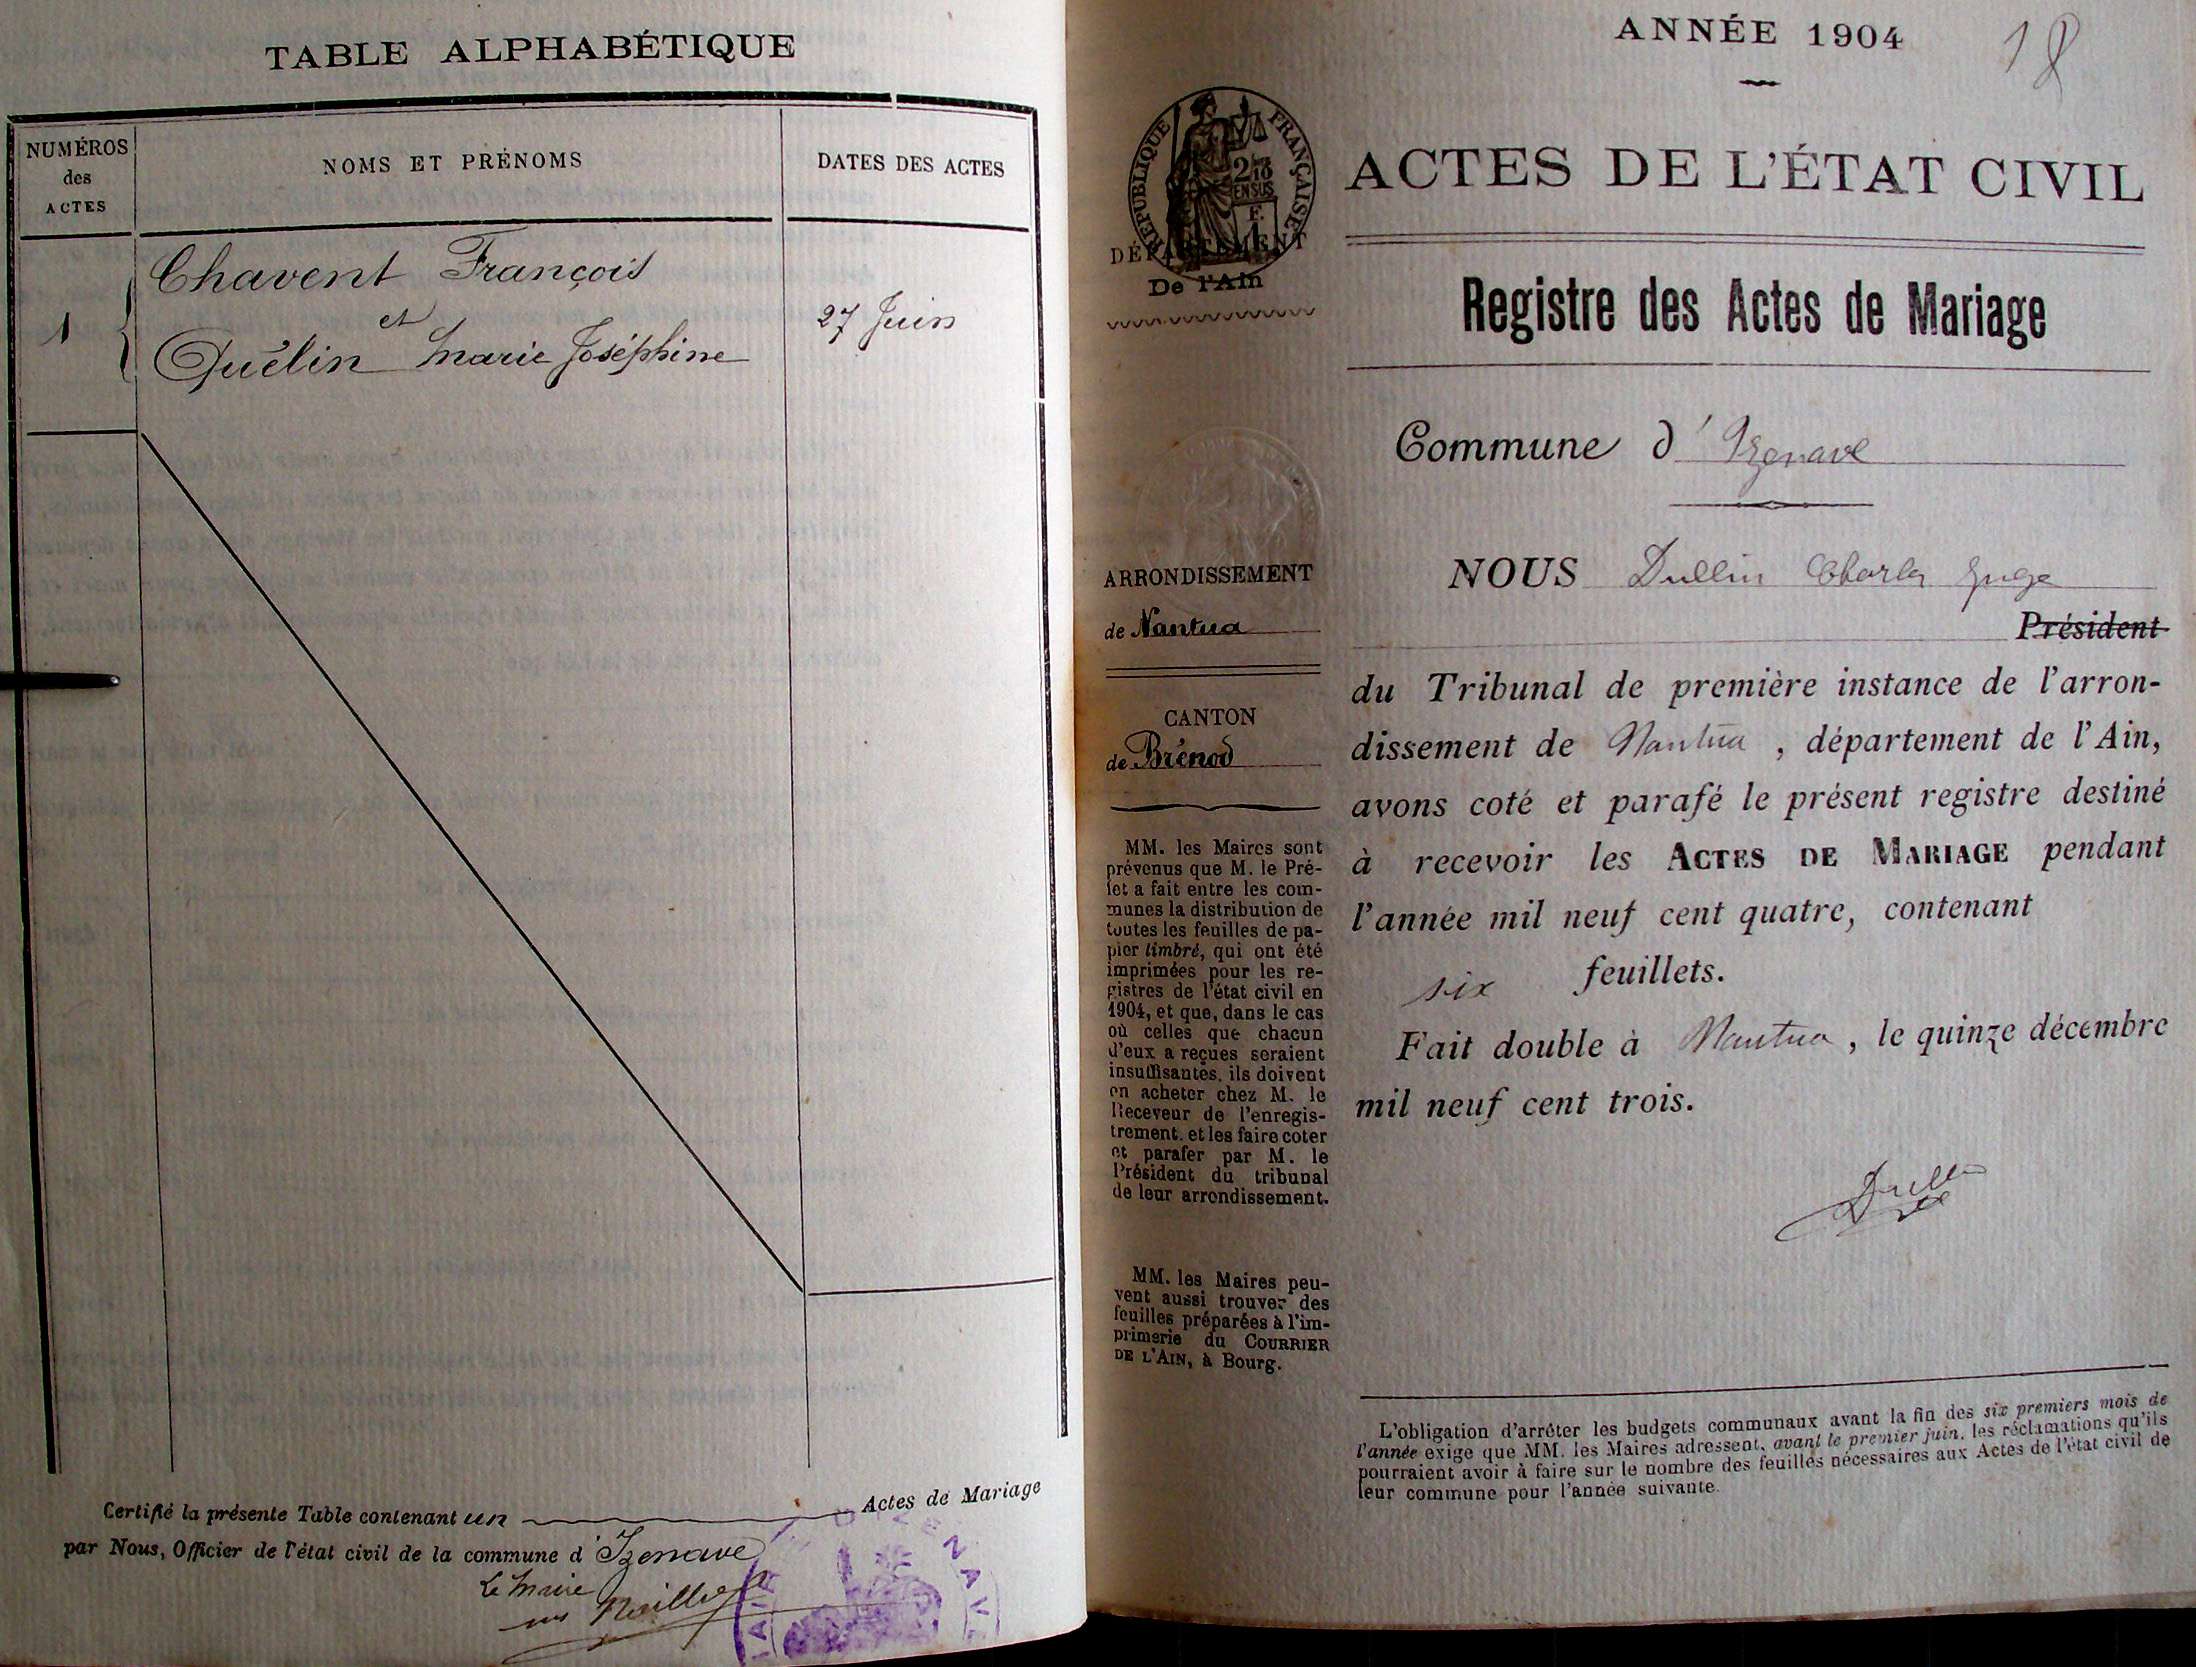 TABLE ALPHABÉTIQUE
NUMÉROS
des
ACTES
NOMS ET PRÉNOMS
DATES DES ACTES
Chavent François
1
et
27 Juin
Quélin Marie Joséphine
Certifié la présente Table contenant un Actes de Mariage
par Nous, Officier de l'état civil de la commune d'Izenave
Le Maire
ANNÉE 1904
18
RÉPUBLIQUE FRANÇAISE
2/10
EN SUS
DÉPARTEMENT
De l'Ain
ACTES DE L'ÉTAT CIVIL
Registre des Actes de Mariage
Commune d'Izenave
ARRONDISSEMENT
de Nantua
CANTON
de Brénod
MM. les Maires sont
prévenus que M. le Pré-
fet a fait entre les com-
munes la distribution de
toutes les feuilles de pa-
pier timbré, qui ont été
imprimées pour les re-
gistres de l'état civil en
1904, et que, dans le cas
où celles que chacun
d'eux a reçues seraient
insuffisantes, ils doivent
en acheter chez M. le
Receveur de l'enregis-
trement, et les faire coter
et parafer par M. le
Président du tribunal
de leur arrondissement.
MM. les Maires peu-
vent aussi trouver des
feuilles préparées à l'im-
primerie du COURRIER
DE L'AIN, à Bourg.
NOUS Dullin Charles Juge
Président
du Tribunal de première instance de l'arron-
dissement de Nantua, département de l'Ain,
avons coté et parafé le présent registre destiné
à recevoir les ACTES DE MARIAGE pendant
l'année mil neuf cent quatre, contenant
six feuillets.
Fait double à Nantua, le quinze décembre
mil neuf cent trois.
Dullin
L'obligation d'arrêter les budgets communaux avant la fin des six premiers mois de
l'année exige que MM. les Maires adressent, avant le premier juin, les réclamations qu'ils
pourraient avoir à faire sur le nombre des feuilles nécessaires aux Actes de l'état civil de
leur commune pour l'année suivante.